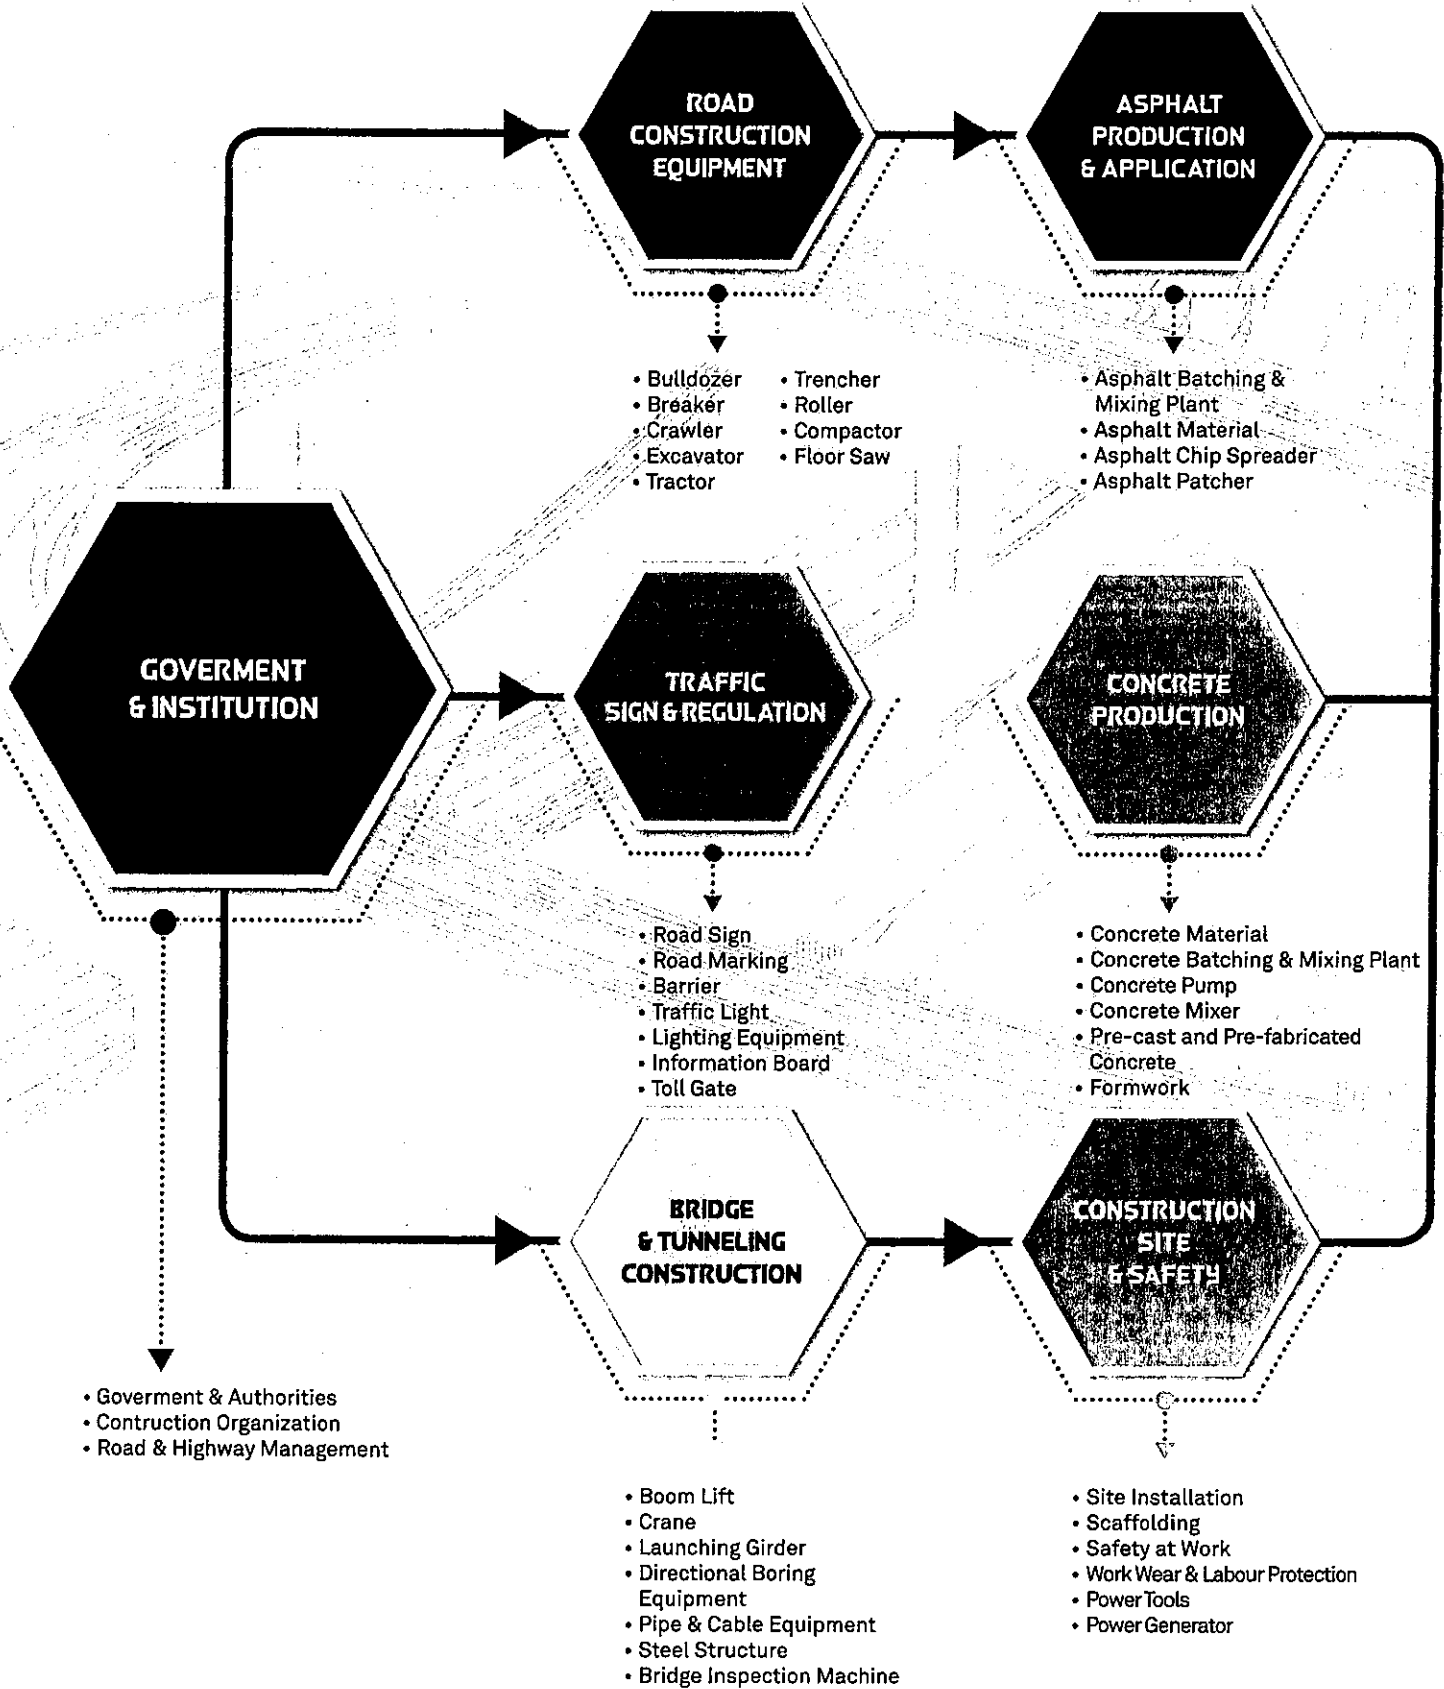 ROAD
CONSTRUCTION
EQUIPMENT
ASPHALT
PRODUCTION
& APPLICATION
• Bulldozer
• Breaker
• Crawler
• Excavator
• Tractor
• Trencher
• Roller
• Compactor
• Floor Saw
• Asphalt Batching &
Mixing Plant
• Asphalt Material
• Asphalt Chip Spreader
• Asphalt Patcher
GOVERMENT
& INSTITUTION
TRAFFIC
SIGN & REGULATION
CONCRETE
PRODUCTION
• Road Sign
• Road Marking
• Barrier
• Traffic Light
• Lighting Equipment
• Information Board
• Toll Gate
• Concrete Material
• Concrete Batching & Mixing Plant
• Concrete Pump
• Concrete Mixer
• Pre-cast and Pre-fabricated
Concrete
• Formwork
BRIDGE
& TUNNELING
CONSTRUCTION
CONSTRUCTION
SITE
& SAFETY
• Goverment & Authorities
• Contruction Organization
• Road & Highway Management
• Boom Lift
• Crane
• Launching Girder
• Directional Boring
Equipment
• Pipe & Cable Equipment
• Steel Structure
• Bridge Inspection Machine
• Site Installation
• Scaffolding
• Safety at Work
• Work Wear & Labour Protection
• Power Tools
• Power Generator